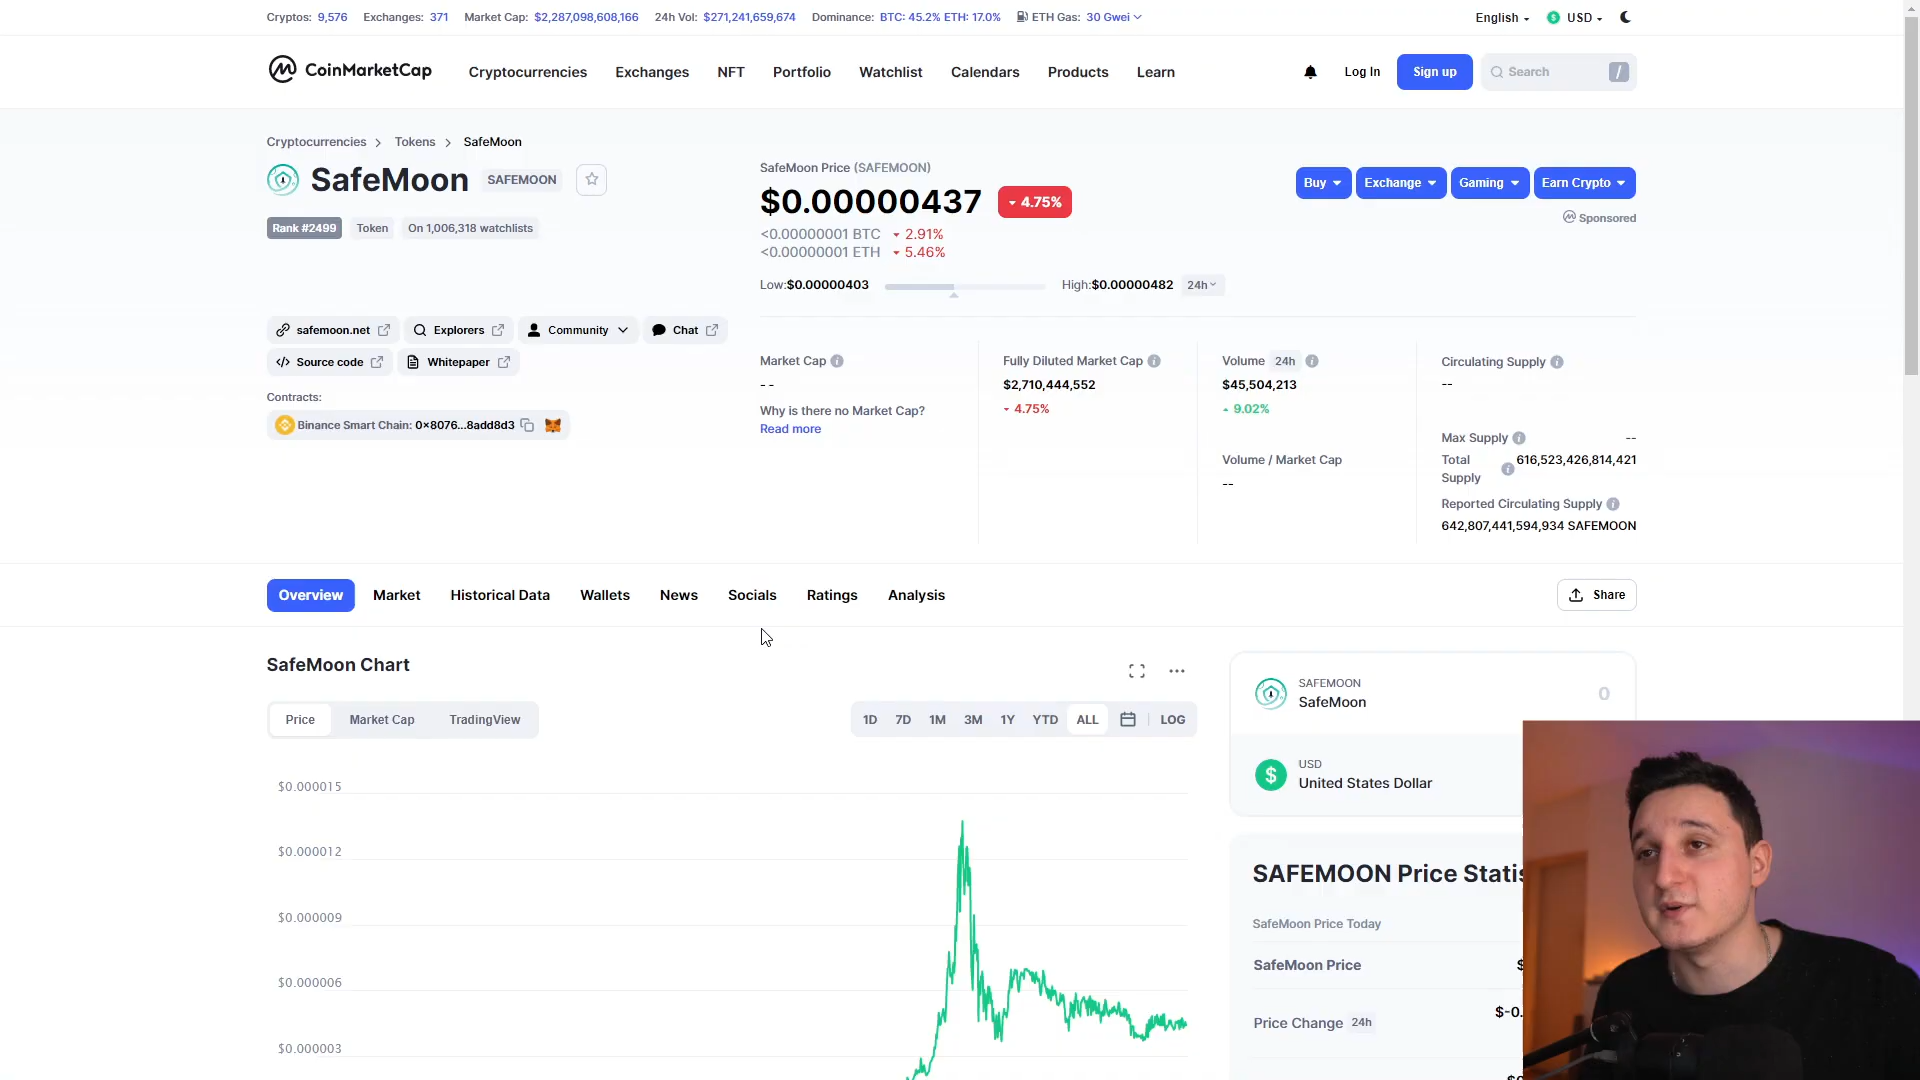 Cryptos: 9,576 Exchanges: 371 Market Cap: $2,287,098,608,166 24h Vol: $271,241,659,674 Dominance: BTC: 45.2% ETH: 17.0% ETH Gas: 30 Gwei
English USD
CoinMarketCap Cryptocurrencies Exchanges NFT Portfolio Watchlist Calendars Products Learn Log In Sign up Search /
Cryptocurrencies Tokens SafeMoon
SafeMoon SAFEMOON
Rank #2499 Token On 1,006,318 watchlists
safemoon.net Explorers Community Chat
Source code Whitepaper
Contracts:
Binance Smart Chain: 0x8076...8add8d3
SafeMoon Price (SAFEMOON)
$0.00000437 4.75%
<0.00000001 BTC 2.91%
<0.00000001 ETH 5.46%
Low:$0.00000403 High:$0.00000482 24h
Buy Exchange Gaming Earn Crypto
Sponsored
Market Cap
- -
Why is there no Market Cap?
Read more
Fully Diluted Market Cap
$2,710,444,552
4.75%
Volume 24h
$45,504,213
9.02%
Volume / Market Cap
--
Circulating Supply
--
Max Supply --
Total Supply 616,523,426,814,421
Reported Circulating Supply
642,807,441,594,934 SAFEMOON
Overview Market Historical Data Wallets News Socials Ratings Analysis Share
SafeMoon Chart
Price Market Cap TradingView 1D 7D 1M 3M 1Y YTD ALL LOG
$0.000015
$0.000012
$0.000009
$0.000006
$0.000003
SAFEMOON
SafeMoon 0
USD
United States Dollar
SAFEMOON Price Statis
SafeMoon Price Today
SafeMoon Price $
Price Change 24h $-0.